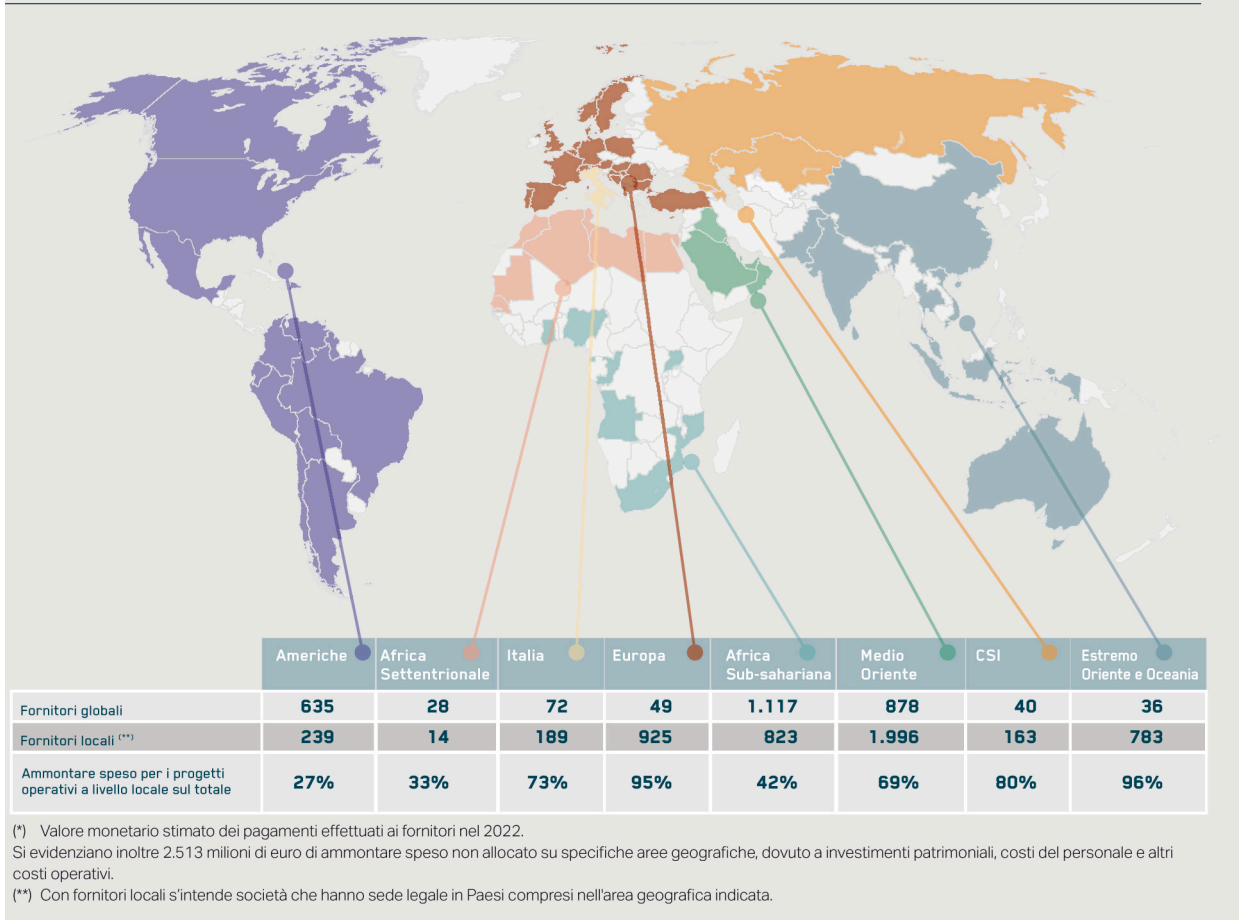 Americhe Africa Settentrionale Italia Europa Africa Sub-sahariana Medio Oriente CSI Estremo Oriente e Oceania
Fornitori globali 635 28 72 49 1.117 878 40 36
Fornitori locali (**) 239 14 189 925 823 1.996 163 783
Ammontare speso per i progetti
operativi a livello locale sul totale 27% 33% 73% 95% 42% 69% 80% 96%
(*) Valore monetario stimato dei pagamenti effettuati ai fornitori nel 2022.
Si evidenziano inoltre 2.513 milioni di euro di ammontare speso non allocato su specifiche aree geografiche, dovuto a investimenti patrimoniali, costi del personale e altri
costi operativi.
(**) Con fornitori locali s'intende società che hanno sede legale in Paesi compresi nell'area geografica indicata.